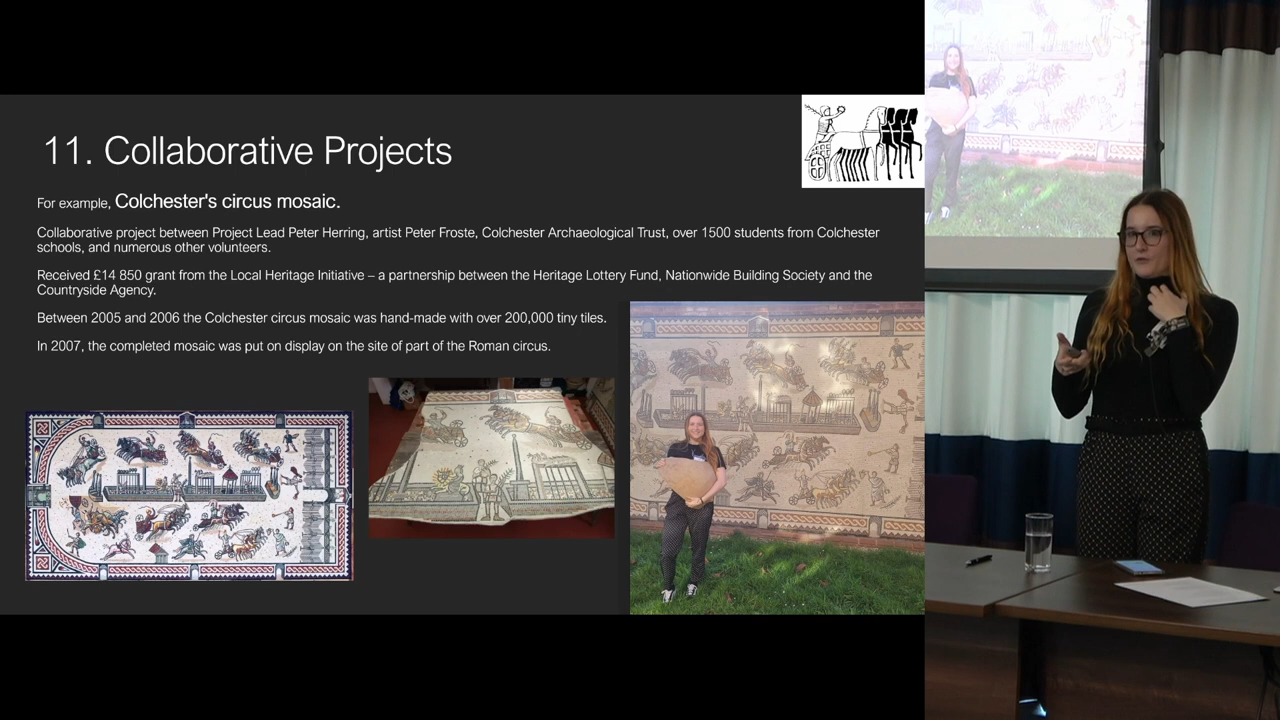 11. Collaborative Projects
For example, Colchester's circus mosaic.
Collaborative project between Project Lead Peter Herring, artist Peter Froste, Colchester Archaeological Trust, over 1500 students from Colchester
schools, and numerous other volunteers.
Received £14 850 grant from the Local Heritage Initiative – a partnership between the Heritage Lottery Fund, Nationwide Building Society and the
Countryside Agency.
Between 2005 and 2006 the Colchester circus mosaic was hand-made with over 200,000 tiny tiles.
In 2007, the completed mosaic was put on display on the site of part of the Roman circus.